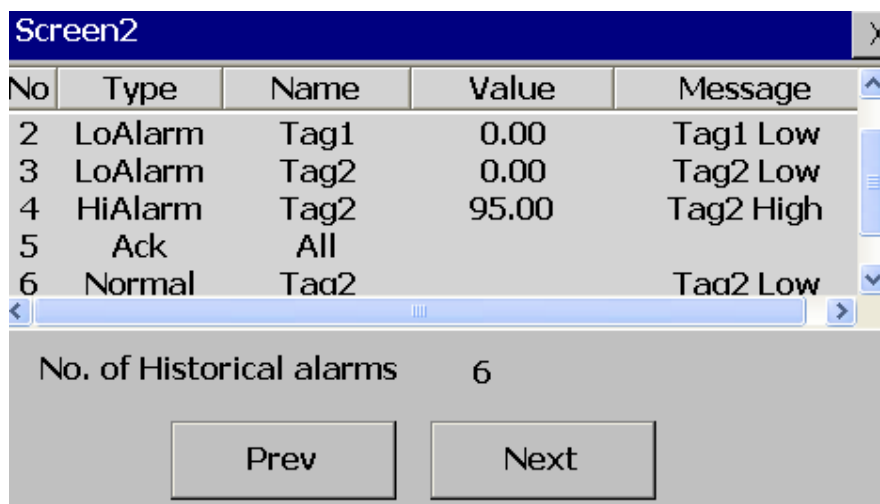 Screen2
No Type Name Value Message
2 LoAlarm Tag1 0.00 Tag1 Low
3 LoAlarm Tag2 0.00 Tag2 Low
4 HiAlarm Tag2 95.00 Tag2 High
5 Ack All
6 Normal Tag2 Tag2 Low
No. of Historical alarms 6
Prev Next